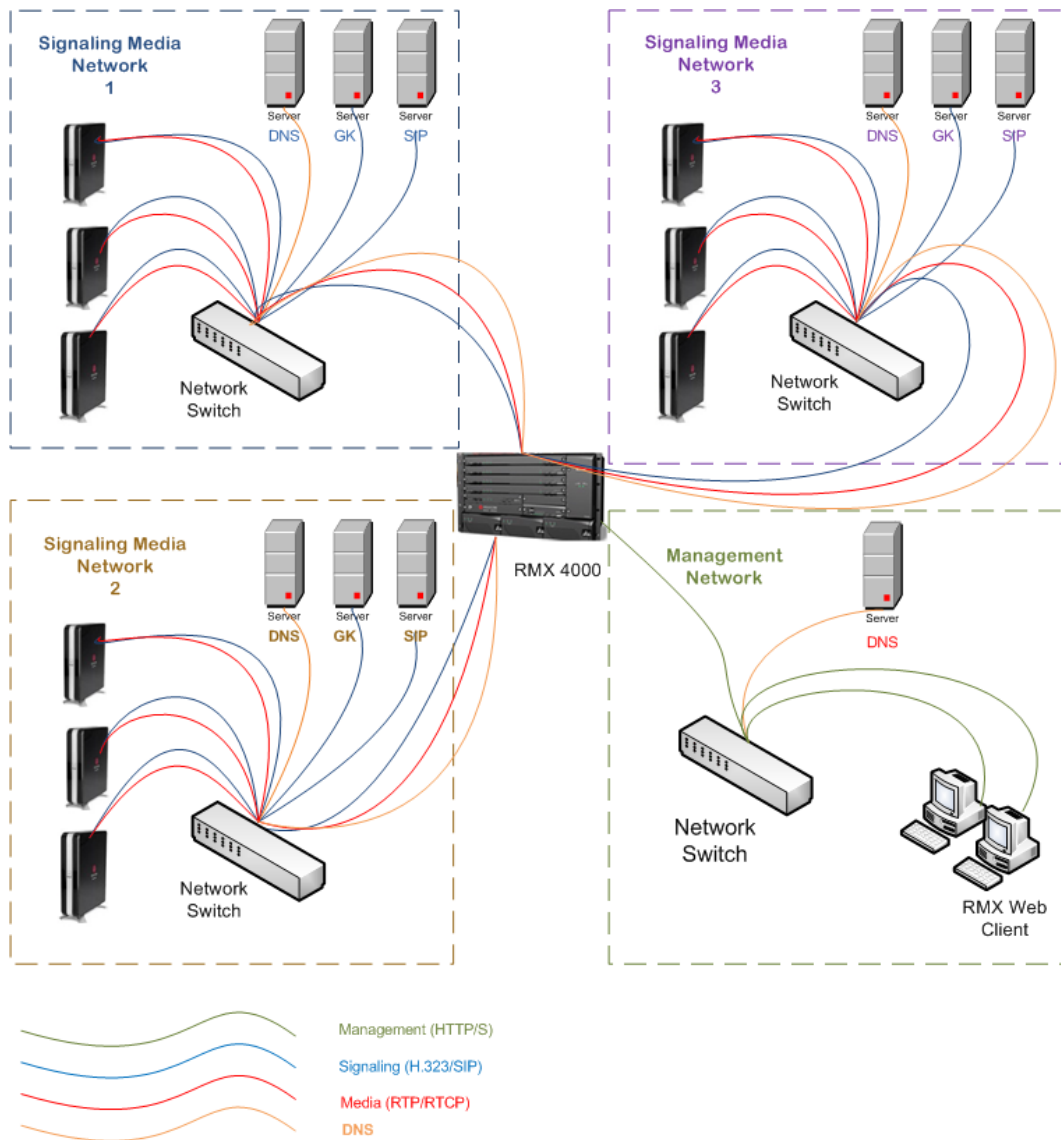 Signaling Media
Network
1
Server
DNS
Server
GK
Server
SIP
Network
Switch
Signaling Media
Network
3
Server
DNS
Server
GK
Server
SIP
Network
Switch
RMX 4000
Signaling Media
Network
2
Server
DNS
Server
GK
Server
SIP
Network
Switch
Management
Network
Server
DNS
Network
Switch
RMX Web
Client
Management (HTTP/S)
Signaling (H.323/SIP)
Media (RTP/RTCP)
DNS